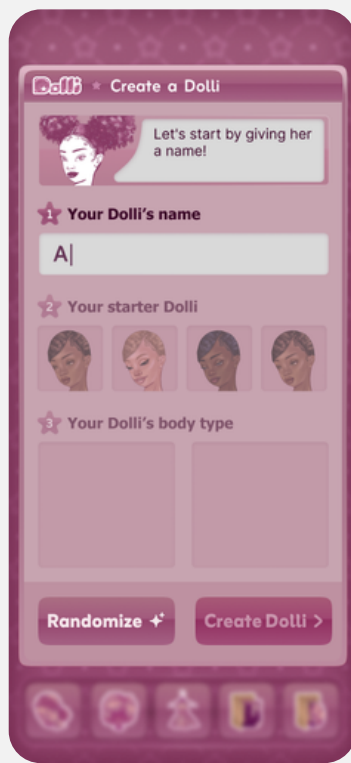 Dolli ★ Create a Dolli
Let's start by giving her
a name!
1 Your Dolli's name
A
2 Your starter Dolli
3 Your Dolli's body type
Randomize
Create Dolli >